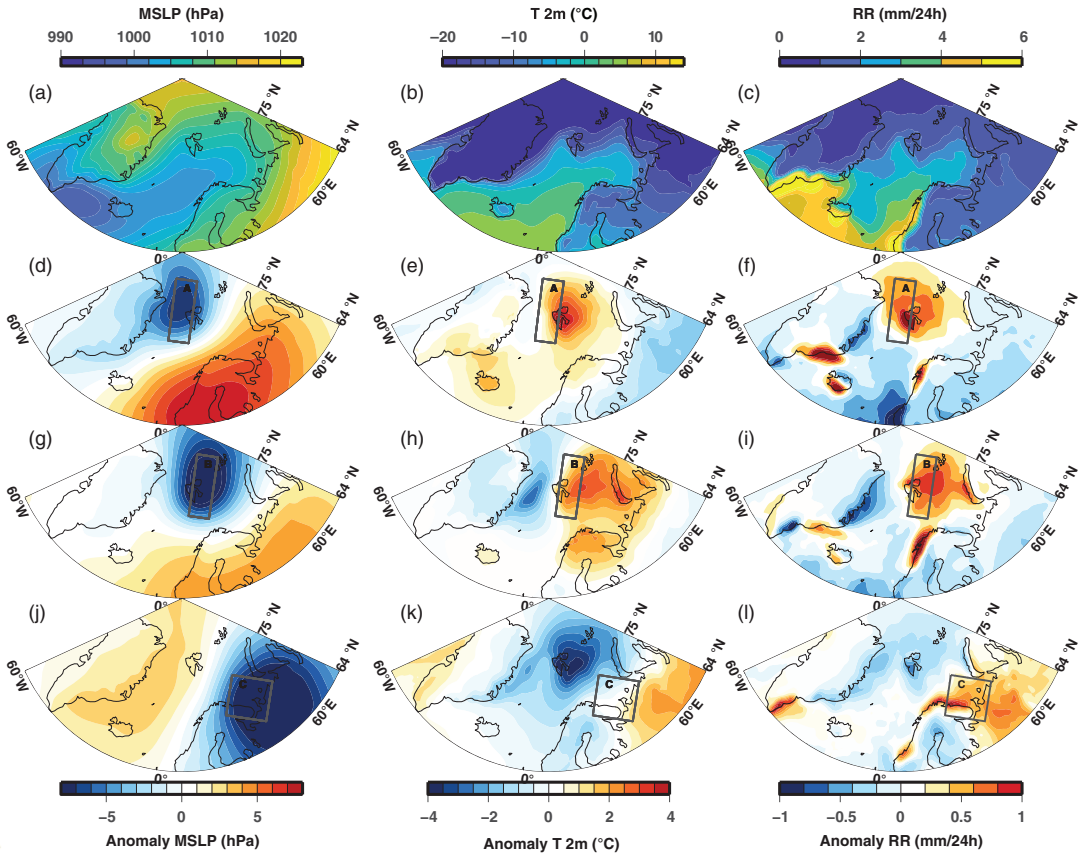 MSLP (hPa) T 2m (°C) RR (mm/24h)
990 1000 1010 1020 −20 −10 0 10 0 2 4 6
(a) (b) (c)
75 °N 75 °N 75 °N
64 °N 64 °N 64 °N
60°W 60°W 60°W
60°E 60°E 60°E
0° 0° 0°
(d) (e) (f)
A A A
75 °N 75 °N 75 °N
64 °N 64 °N 64 °N
60°W 60°W 60°W
60°E 60°E 60°E
0° 0° 0°
(g) (h) (i)
B B B
75 °N 75 °N 75 °N
64 °N 64 °N 64 °N
60°W 60°W 60°W
60°E 60°E 60°E
0° 0° 0°
(j) (k) (l)
75 °N 75 °N 75 °N
64 °N 64 °N 64 °N
60°W 60°W 60°W
C C C
60°E 60°E 60°E
0° 0° 0°
−5 0 5 −4 −2 0 2 4 −1 −0.5 0 0.5 1
Anomaly MSLP (hPa) Anomaly T 2m (°C) Anomaly RR (mm/24h)